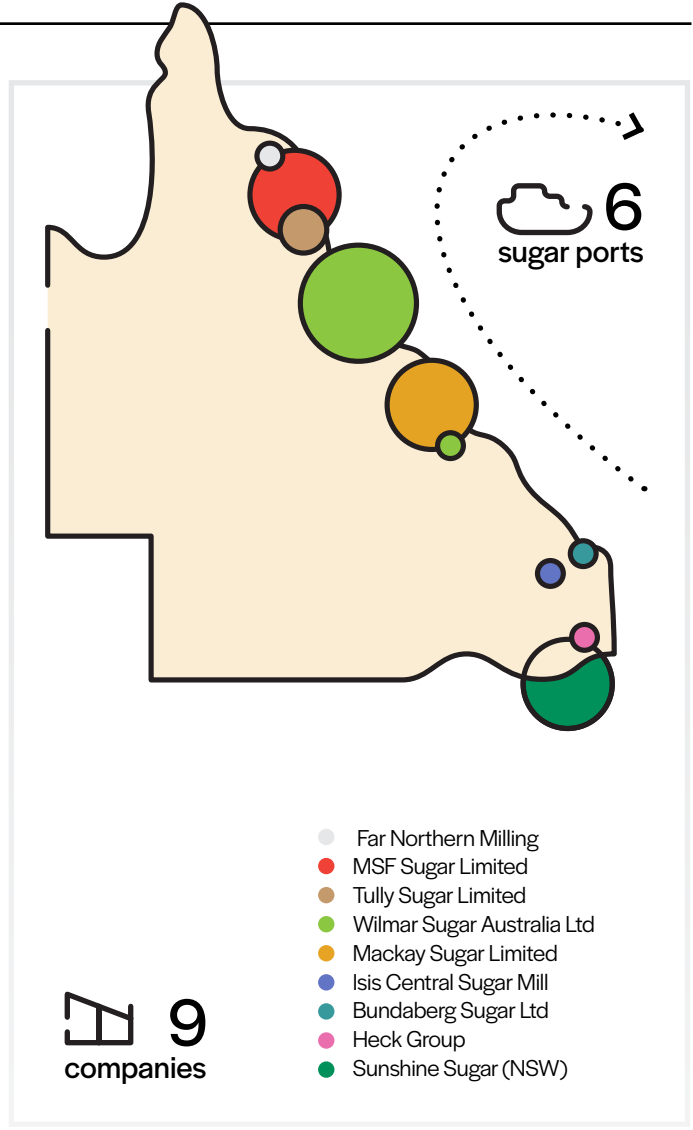 6
sugar ports
Far Northern Milling
MSF Sugar Limited
Tully Sugar Limited
Wilmar Sugar Australia Ltd
Mackay Sugar Limited
Isis Central Sugar Mill
Bundaberg Sugar Ltd
Heck Group
Sunshine Sugar (NSW)
9
companies